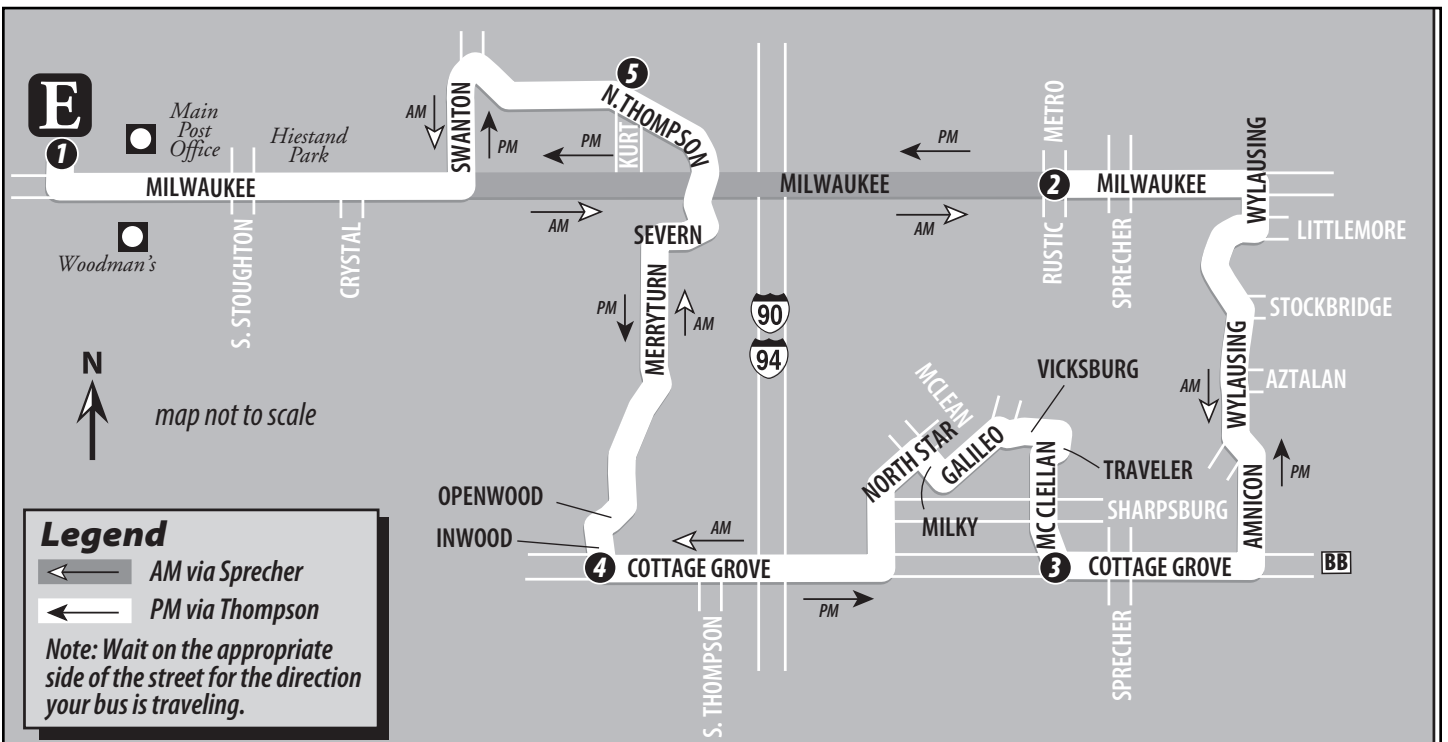 E
1
Main
Post
Office
Hiestand
Park
AM
SWANTON
PM
5
N. THOMPSON
KURT
PM
PM
METRO
WYLAUSING
MILWAUKEE
MILWAUKEE
2
MILWAUKEE
Woodman's
S. STOUGHTON
CRYSTAL
AM
SEVERN
AM
RUSTIC
SPRECHER
LITTLEMORE
PM
MERRYTURN
AM
90
94
STOCKBRIDGE
WYLAUSING
AM
AZTALAN
N
map not to scale
VICKSBURG
MCLEAN
NORTH STAR
GALILEO
MC CLELLAN
TRAVELER
AMNICON
PM
MILKY
SHARPSBURG
OPENWOOD
INWOOD
AM
4
COTTAGE GROVE
3
COTTAGE GROVE
BB
PM
S. THOMPSON
SPRECHER
Legend
AM via Sprecher
PM via Thompson
Note: Wait on the appropriate
side of the street for the direction
your bus is traveling.